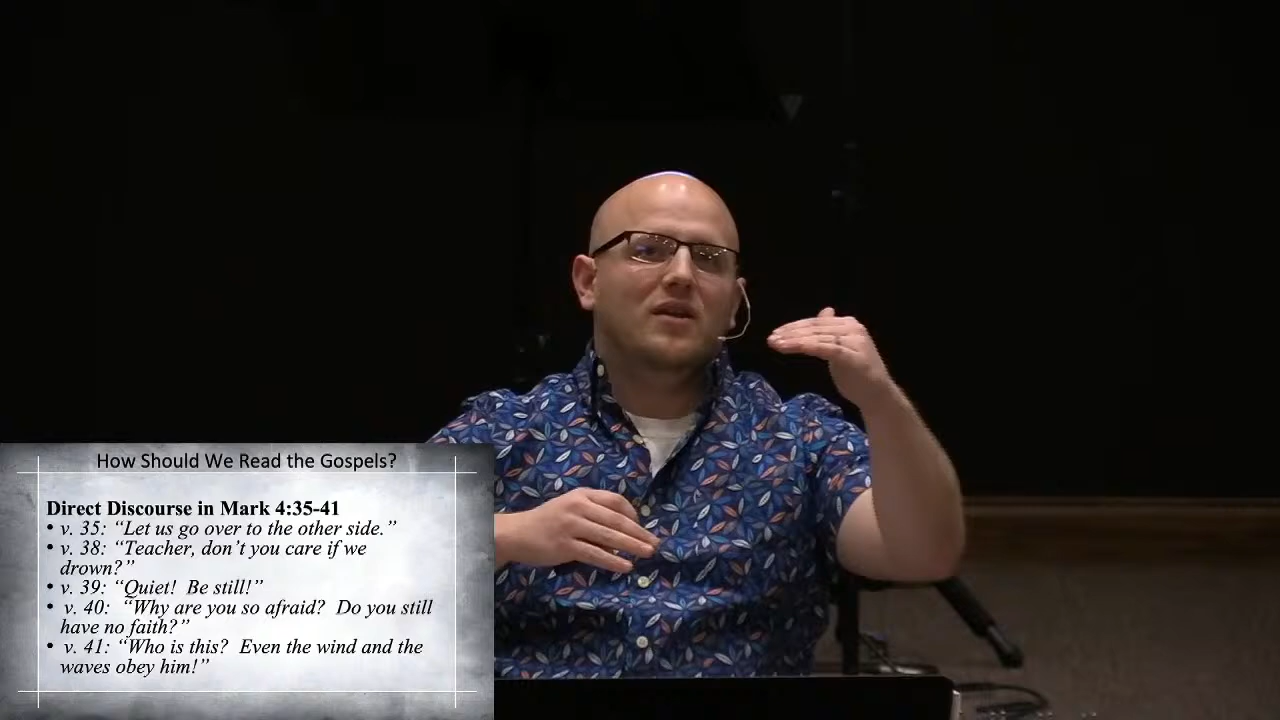 How Should We Read the Gospels?
Direct Discourse in Mark 4:35-41
• v. 35: “Let us go over to the other side.”
• v. 38: “Teacher, don’t you care if we
drown?”
• v. 39: “Quiet!  Be still!”
• v. 40:  “Why are you so afraid?  Do you still
have no faith?”
• v. 41: “Who is this?  Even the wind and the
waves obey him!”